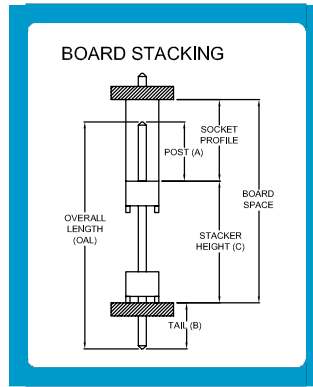 BOARD STACKING
SOCKET
PROFILE
POST (A)
BOARD
SPACE
OVERALL
LENGTH
(OAL)
STACKER
HEIGHT (C)
TAIL (B)